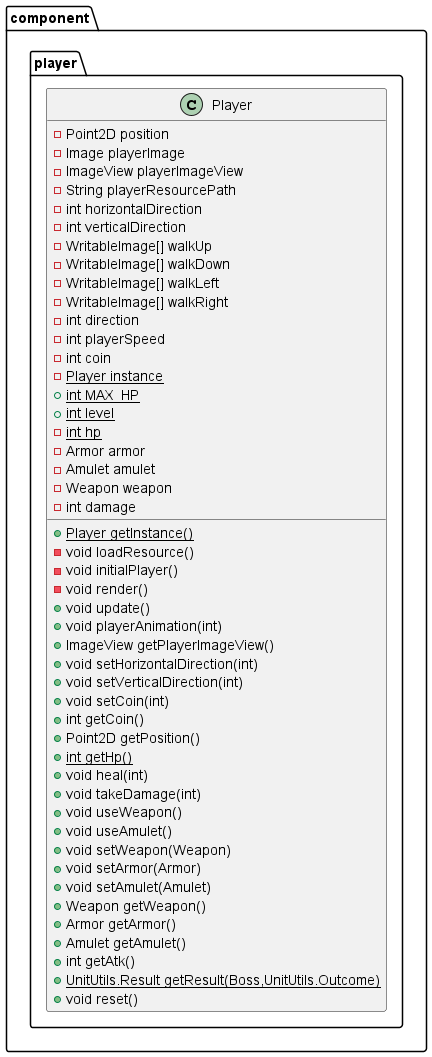 component
player
C Player
Point2D position
Image playerImage
ImageView playerImageView
String playerResourcePath
int horizontalDirection
int verticalDirection
WritableImage[] walkUp
WritableImage[] walkDown
WritableImage[] walkLeft
WritableImage[] walkRight
int direction
int playerSpeed
int coin
Player instance
int MAX_HP
int level
int hp
Armor armor
Amulet amulet
Weapon weapon
int damage
Player getInstance()
void loadResource()
void initialPlayer()
void render()
void update()
void playerAnimation(int)
ImageView getPlayerImageView()
void setHorizontalDirection(int)
void setVerticalDirection(int)
void setCoin(int)
int getCoin()
Point2D getPosition()
int getHp()
void heal(int)
void takeDamage(int)
void useWeapon()
void useAmulet()
void setWeapon(Weapon)
void setArmor(Armor)
void setAmulet(Amulet)
Weapon getWeapon()
Armor getArmor()
Amulet getAmulet()
int getAtk()
UnitUtils.Result getResult(Boss,UnitUtils.Outcome)
void reset()